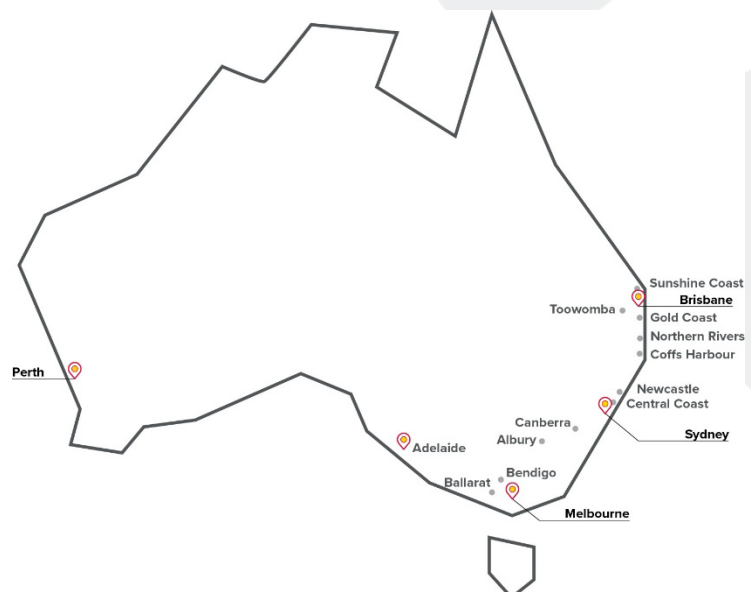 Sunshine Coast
Brisbane
Toowomba
Gold Coast
Northern Rivers
Coffs Harbour
Perth
Newcastle
Central Coast
Canberra
Sydney
Albury
Adelaide
Bendigo
Ballarat
Melbourne